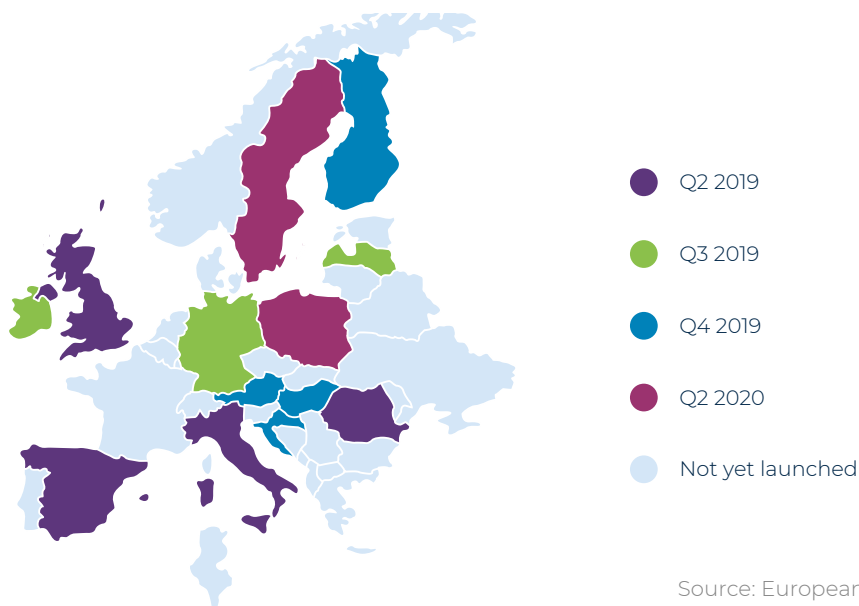 Q2 2019
Q3 2019
Q4 2019
Q2 2020
Not yet launched
Source: Europear